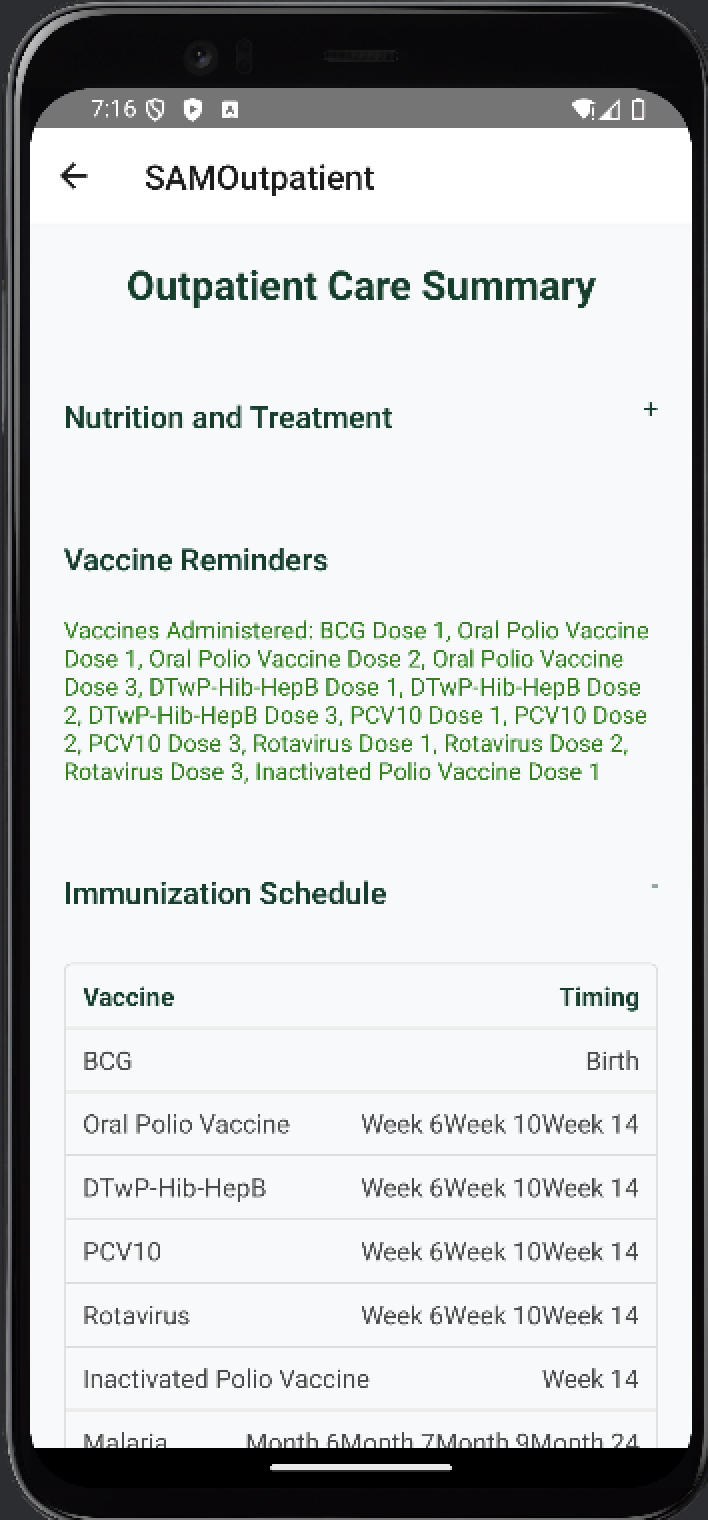 7:16
SAMOutpatient
Outpatient Care Summary
Nutrition and Treatment +
Vaccine Reminders
Vaccines Administered: BCG Dose 1, Oral Polio Vaccine
Dose 1, Oral Polio Vaccine Dose 2, Oral Polio Vaccine
Dose 3, DTwP-Hib-HepB Dose 1, DTwP-Hib-HepB Dose
2, DTwP-Hib-HepB Dose 3, PCV10 Dose 1, PCV10 Dose
2, PCV10 Dose 3, Rotavirus Dose 1, Rotavirus Dose 2,
Rotavirus Dose 3, Inactivated Polio Vaccine Dose 1
Immunization Schedule -
Vaccine Timing
BCG Birth
Oral Polio Vaccine Week 6Week 10Week 14
DTwP-Hib-HepB Week 6Week 10Week 14
PCV10 Week 6Week 10Week 14
Rotavirus Week 6Week 10Week 14
Inactivated Polio Vaccine Week 14
Malaria Month 6Month 7Month 9Month 24